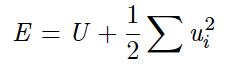 E = U + \frac{1}{2} \sum u_i^2